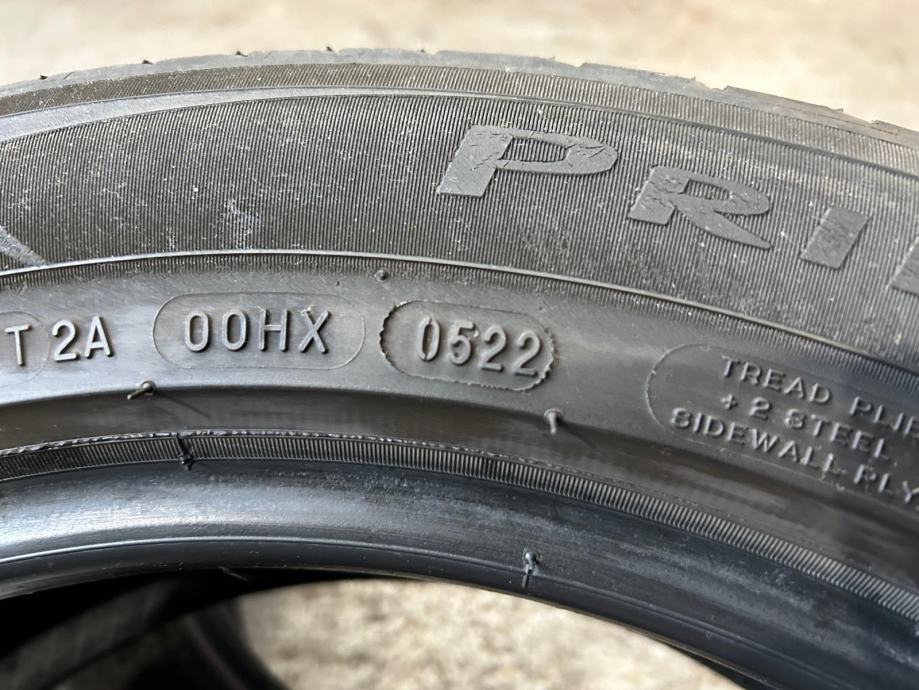 PRI
T 2A 00HX 0522
TREAD PLIE
+ 2 STEEL
SIDEWALL PLY